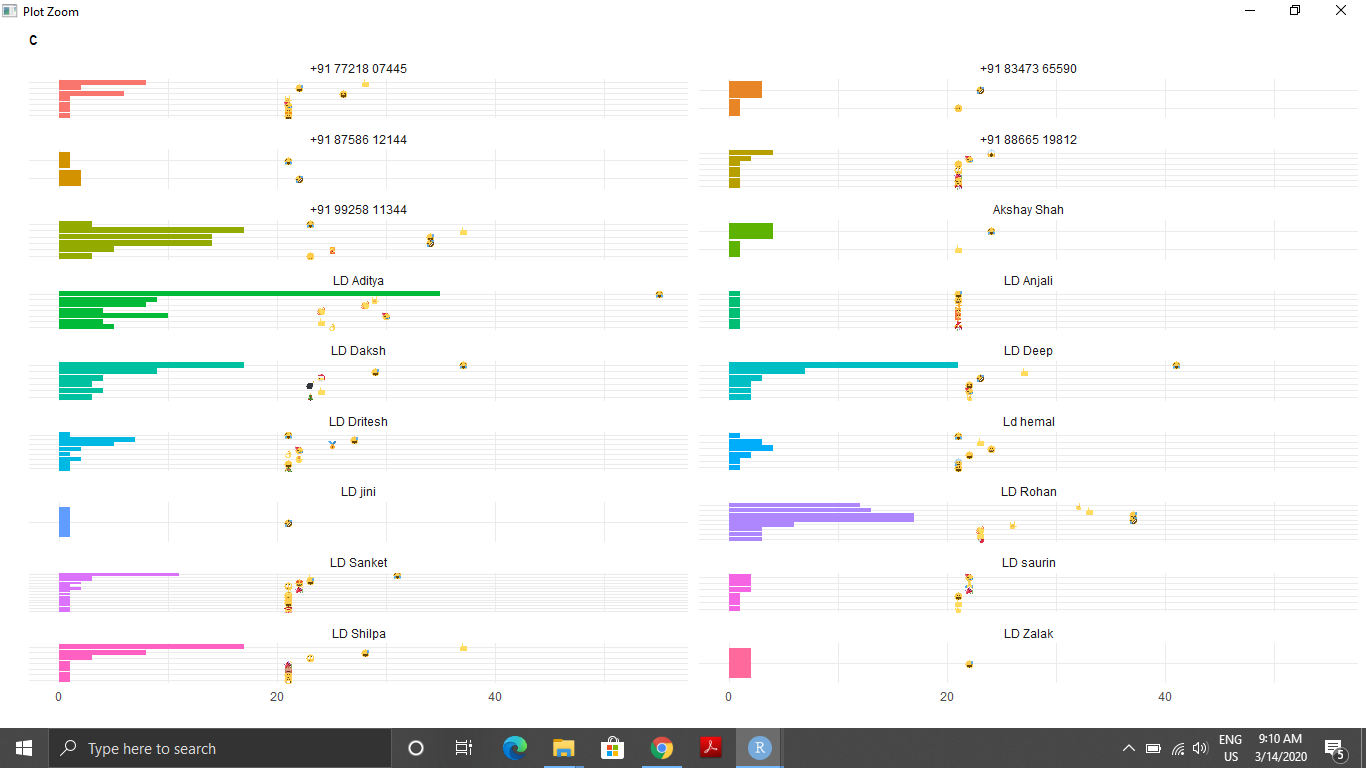 Plot Zoom
C
+91 77218 07445
+91 83473 65590
+91 87586 12144
+91 88665 19812
+91 99258 11344
Akshay Shah
LD Aditya
LD Anjali
LD Daksh
LD Deep
LD Dritesh
Ld hemal
LD jini
LD Rohan
LD Sanket
LD saurin
LD Shilpa
LD Zalak
0 20 40 0 20 40
Type here to search
R
ENG 9:10 AM
US 3/14/2020
5